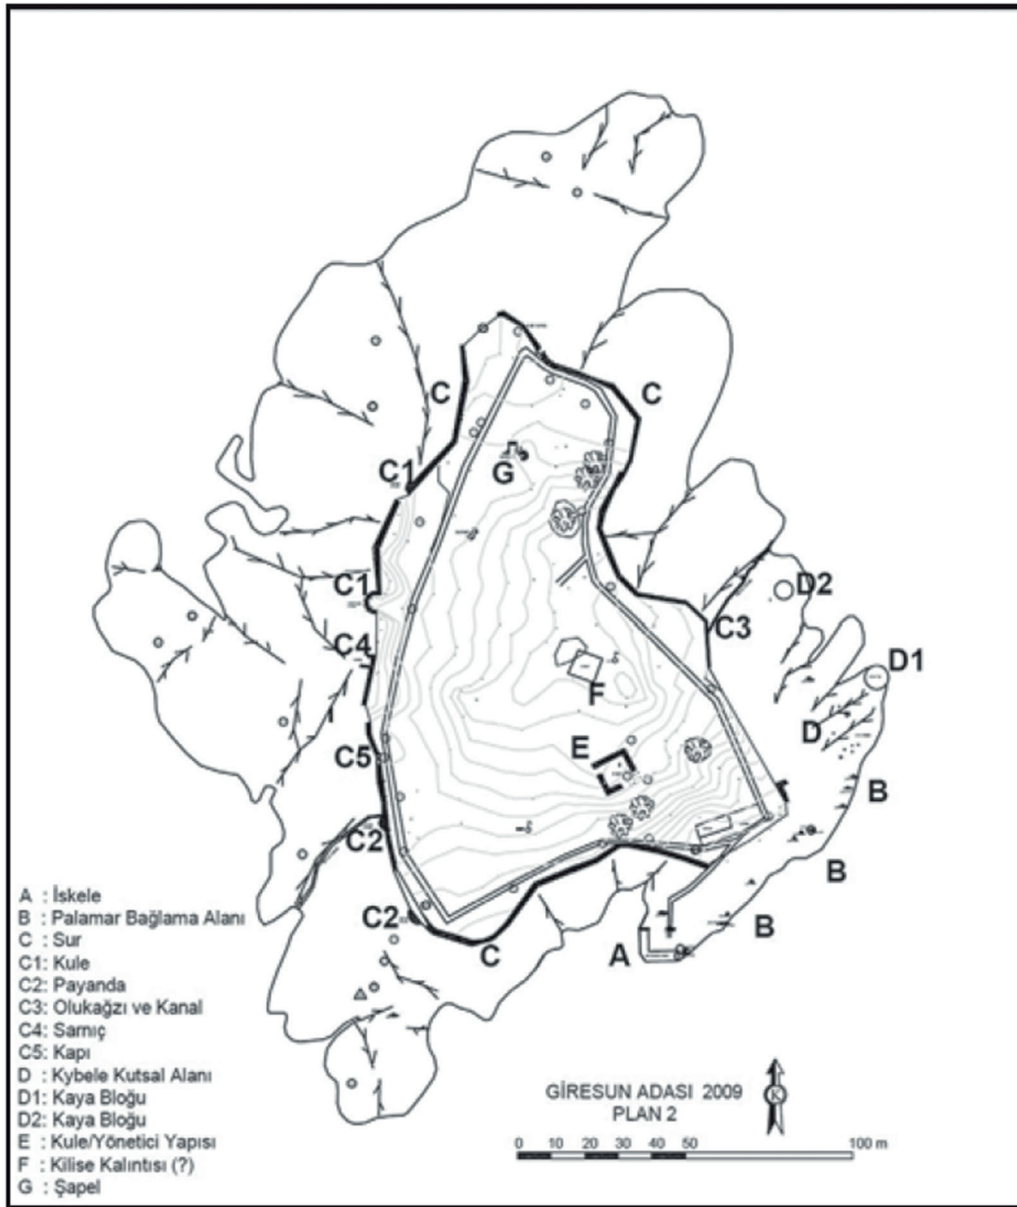 C
C
C1
G
C1
D2
C3
C4
D1
F
D
E
C5
B
C2
B
C2
B
C
A
A : İskele
B : Palamar Bağlama Alanı
C : Sur
C1: Kule
C2: Payanda
C3: Olukağzı ve Kanal
C4: Sarnıç
C5: Kapı
D : Kybele Kutsal Alanı
D1: Kaya Bloğu
D2: Kaya Bloğu
E : Kule/Yönetici Yapısı
F : Kilise Kalıntısı (?)
G : Şapel
GİRESUN ADASI 2009
PLAN 2
K
0 10 20 30 40 50 100 m